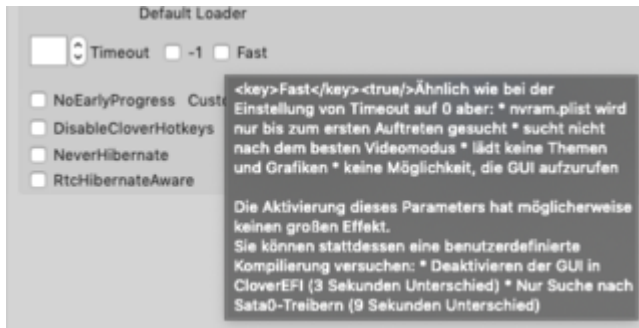 Default Loader
Timeout -1 Fast
NoEarlyProgress Custo
DisableCloverHotkeys
NeverHibernate
RtcHibernateAware
<key>Fast</key><true/>Ähnlich wie bei der
Einstellung von Timeout auf 0 aber: * nvram.plist wird
nur bis zum ersten Auftreten gesucht * sucht nicht
nach dem besten Videomodus * lädt keine Themen
und Grafiken * keine Möglichkeit, die GUI aufzurufen
Die Aktivierung dieses Parameters hat möglicherweise
keinen großen Effekt.
Sie können stattdessen eine benutzerdefinierte
Kompilierung versuchen: * Deaktivieren der GUI in
CloverEFI (3 Sekunden Unterschied) * Nur Suche nach
Sata0-Treibern (9 Sekunden Unterschied)